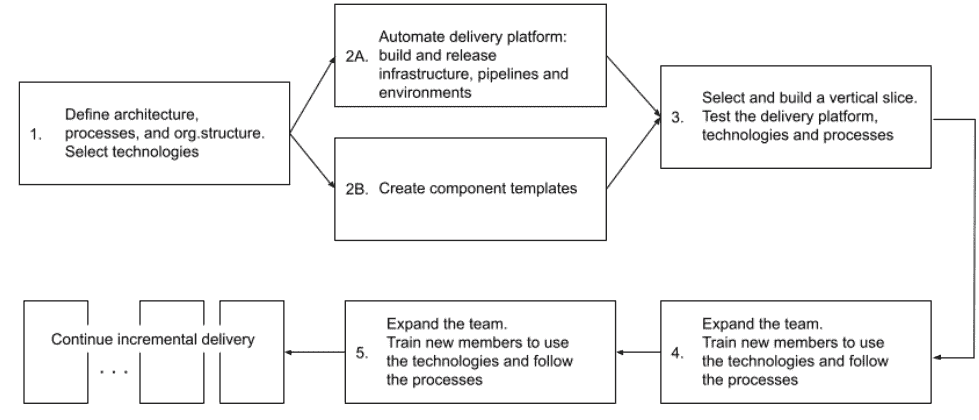 1. Define architecture,
processes, and org.structure.
Select technologies
2A. Automate delivery platform:
build and release
infrastructure, pipelines and
environments
2B. Create component templates
3. Select and build a vertical slice.
Test the delivery platform,
technologies and processes
4. Expand the team.
Train new members to use
the technologies and follow
the processes
5. Expand the team.
Train new members to use
the technologies and follow
the processes
Continue incremental delivery
. . .